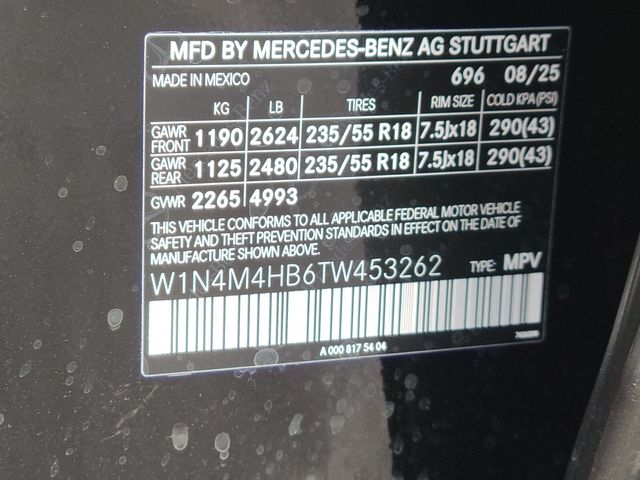 MFD BY MERCEDES-BENZ AG STUTTGART
MADE IN MEXICO 696 08/25
KG LB TIRES RIM SIZE COLD KPA(PSI)
GAWR FRONT 1190 2624 235/55 R18 7.5Jx18 290(43)
GAWR REAR 1125 2480 235/55 R18 7.5Jx18 290(43)
GVWR 2265 4993
THIS VEHICLE CONFORMS TO ALL APPLICABLE FEDERAL MOTOR VEHICLE
SAFETY AND THEFT PREVENTION STANDARDS IN EFFECT ON THE DATE OF
MANUFACTURE SHOWN ABOVE.
W1N4M4HB6TW453262 TYPE: MPV
A 000 817 54 04